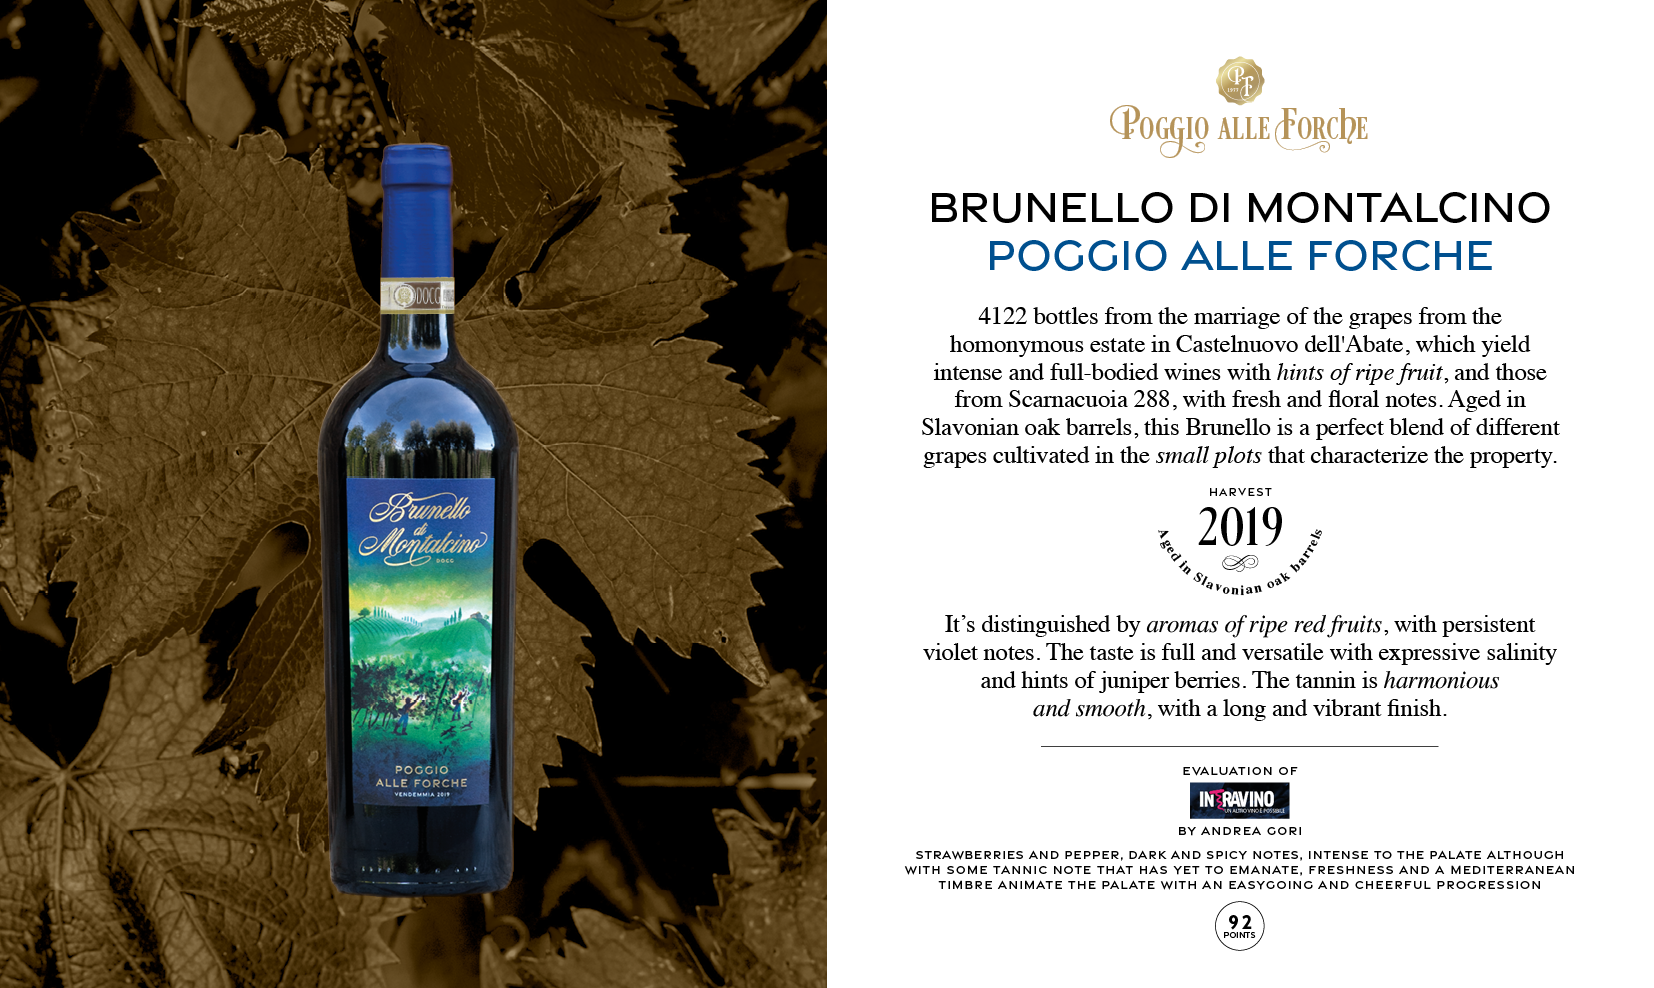 DOCG
Brunello
di
Montalcino
DOCG
POGGIO
ALLE FORCHE
VENDEMMIA 2019
PF
1977
POGGIO ALLE FORCHE
BRUNELLO DI MONTALCINO
POGGIO ALLE FORCHE
4122 bottles from the marriage of the grapes from the
homonymous estate in Castelnuovo dell'Abate, which yield
intense and full-bodied wines with hints of ripe fruit, and those
from Scarnacuoia 288, with fresh and floral notes. Aged in
Slavonian oak barrels, this Brunello is a perfect blend of different
grapes cultivated in the small plots that characterize the property.
HARVEST
2019
Aged in Slavonian oak barrels
It’s distinguished by aromas of ripe red fruits, with persistent
violet notes. The taste is full and versatile with expressive salinity
and hints of juniper berries. The tannin is harmonious
and smooth, with a long and vibrant finish.
EVALUATION OF
INTRAVINO
UN ALTRO VINO È POSSIBILE
BY ANDREA GORI
STRAWBERRIES AND PEPPER, DARK AND SPICY NOTES, INTENSE TO THE PALATE ALTHOUGH
WITH SOME TANNIC NOTE THAT HAS YET TO EMANATE, FRESHNESS AND A MEDITERRANEAN
TIMBRE ANIMATE THE PALATE WITH AN EASYGOING AND CHEERFUL PROGRESSION
92
POINTS